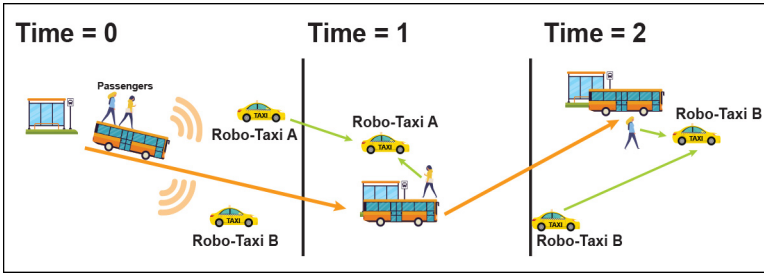 Time = 0
Time = 1
Time = 2
Passengers
TAXI
Robo-Taxi A
TAXI
Robo-Taxi B
Robo-Taxi A
TAXI
TAXI
Robo-Taxi B
TAXI
Robo-Taxi B